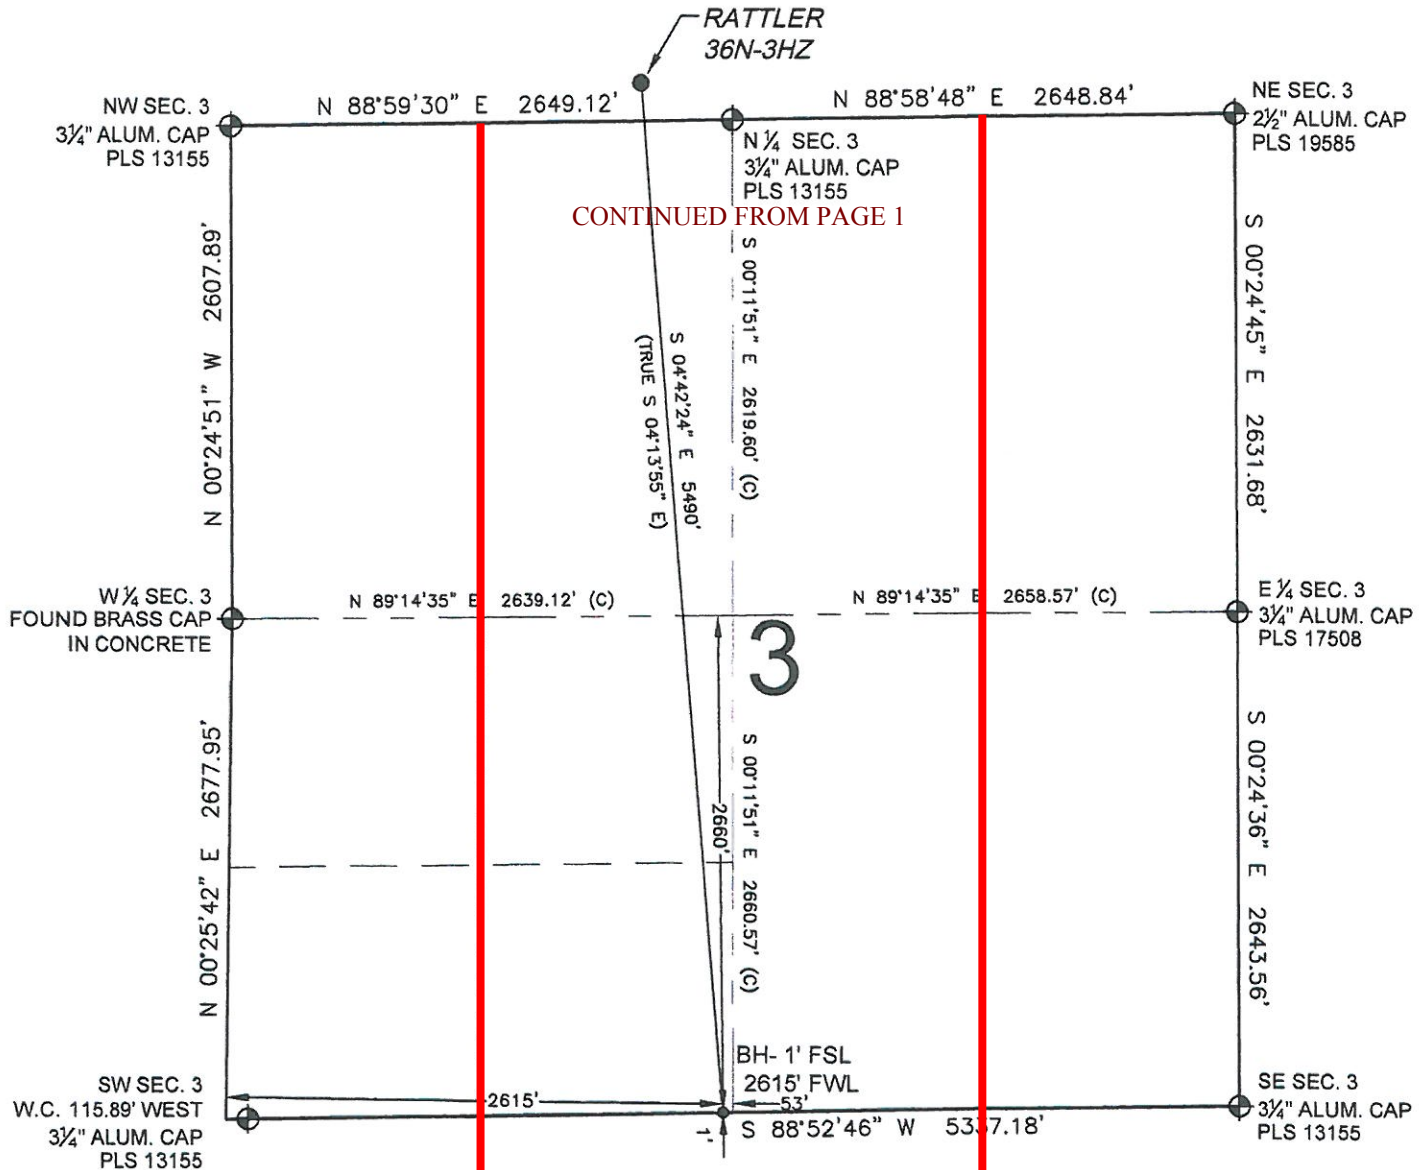 RATTLER
36N-3HZ
NW SEC. 3
3¼" ALUM. CAP
PLS 13155
N 88°59'30" E 2649.12'
N 88°58'48" E 2648.84'
NE SEC. 3
2½" ALUM. CAP
PLS 19585
N ¼ SEC. 3
3¼" ALUM. CAP
PLS 13155
CONTINUED FROM PAGE 1
N 00°24'51" W 2607.89'
S 04°42'24" E 5490'
(TRUE S 04°13'55" E)
S 00°11'51" E 2619.60' (C)
S 00°24'45" E 2631.68'
W ¼ SEC. 3
FOUND BRASS CAP
IN CONCRETE
N 89°14'35" E 2639.12' (C)
N 89°14'35" E 2658.57' (C)
E ¼ SEC. 3
3¼" ALUM. CAP
PLS 17508
3
N 00°25'42" E 2677.95'
2660'
S 00°11'51" E 2660.57' (C)
S 00°24'36" E 2643.56'
BH- 1' FSL
2615' FWL
SW SEC. 3
W.C. 115.89' WEST
3¼" ALUM. CAP
PLS 13155
2615'
53'
1'
S 88°52'46" W
SE SEC. 3
3¼" ALUM. CAP
PLS 13155